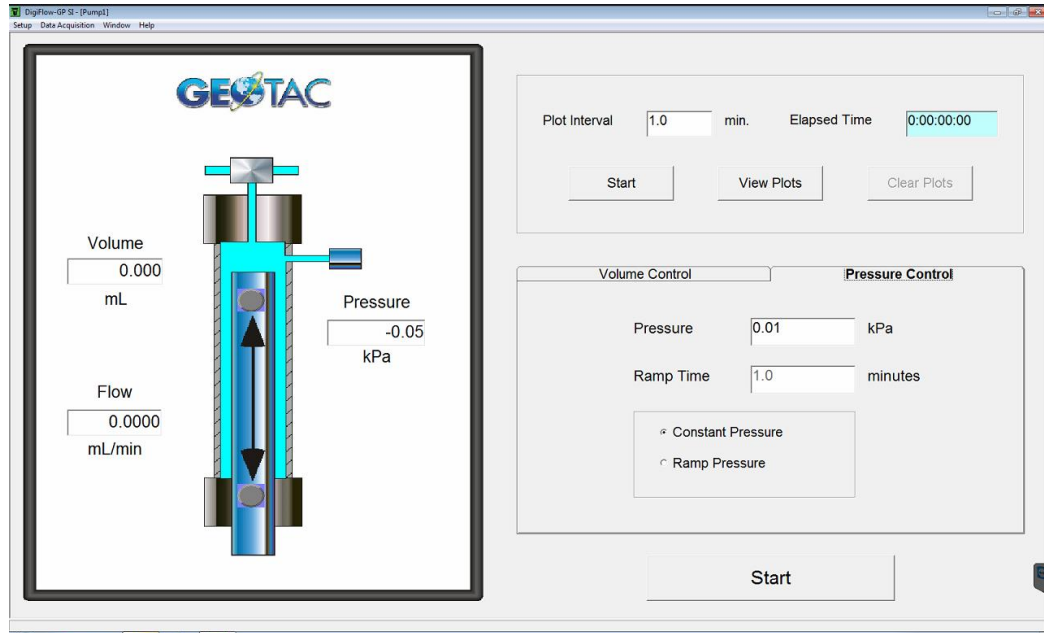 DigiFlow-GP SI - [Pump1]
Setup Data Acquisition Window Help
GEOTAC
Volume
0.000
mL
Pressure
-0.05
kPa
Flow
0.0000
mL/min
Plot Interval 1.0 min. Elapsed Time 0:00:00:00
Start View Plots Clear Plots
Volume Control Pressure Control
Pressure 0.01 kPa
Ramp Time 1.0 minutes
Constant Pressure
Ramp Pressure
Start